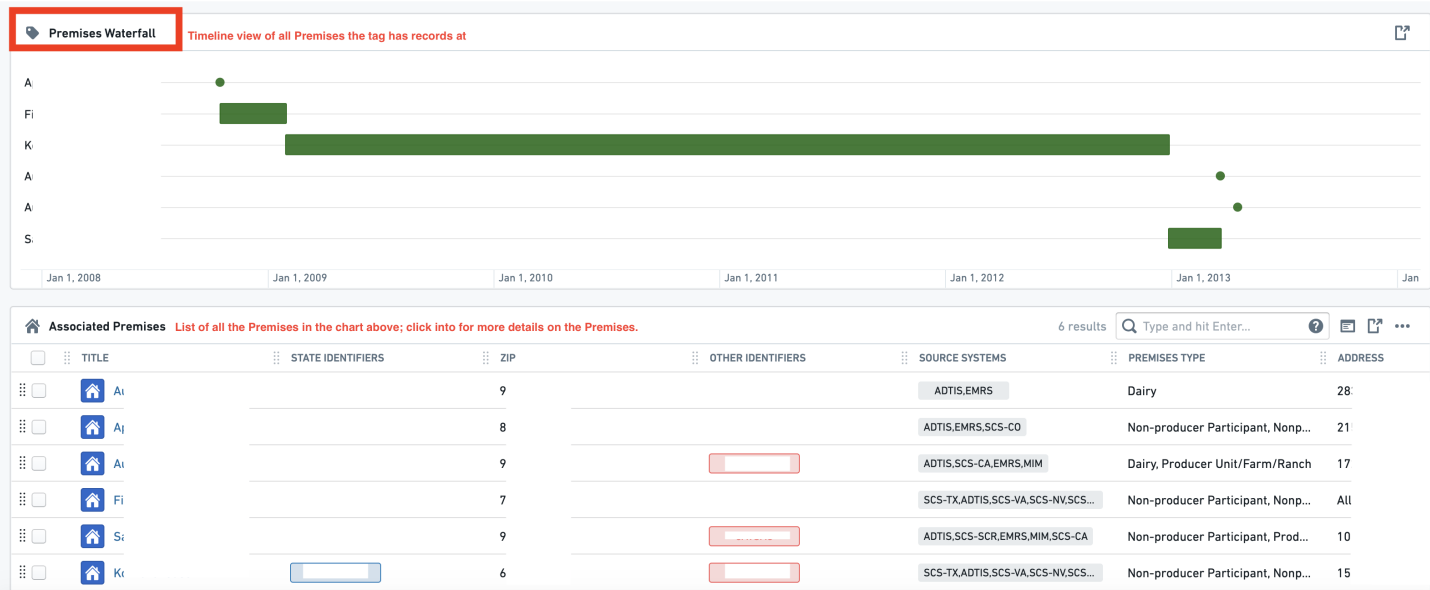 Premises Waterfall Timeline view of all Premises the tag has records at
Jan 1, 2008 Jan 1, 2009 Jan 1, 2010 Jan 1, 2011 Jan 1, 2012 Jan 1, 2013 Jan
Associated Premises List of all the Premises in the chart above; click into for more details on the Premises. 6 results Type and hit Enter...
TITLE STATE IDENTIFIERS ZIP OTHER IDENTIFIERS SOURCE SYSTEMS PREMISES TYPE ADDRESS
9 ADTIS,EMRS Dairy 28
8 ADTIS,EMRS,SCS-CO Non-producer Participant, Nonp... 21
9 ADTIS,SCS-CA,EMRS,MIM Dairy, Producer Unit/Farm/Ranch 17
Fi 7 SCS-TX,ADTIS,SCS-VA,SCS-NV,SCS... Non-producer Participant, Nonp... All
9 ADTIS,SCS-SCR,EMRS,MIM,SCS-CA Non-producer Participant, Prod... 10
6 SCS-TX,ADTIS,SCS-VA,SCS-NV,SCS... Non-producer Participant, Nonp... 15